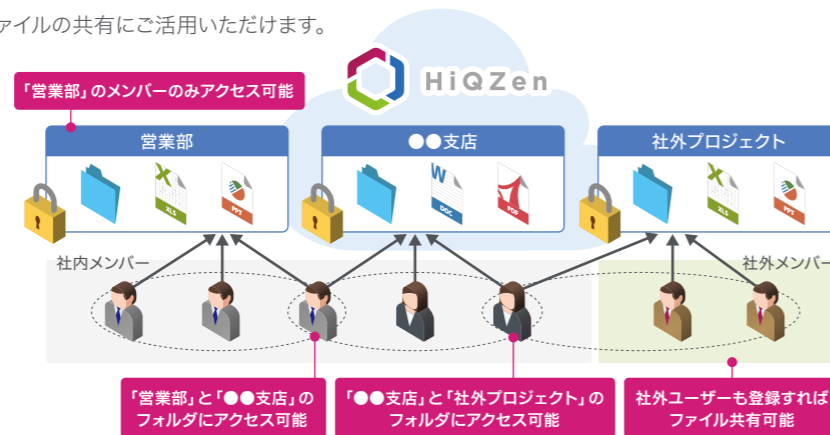 ァイルの共有にご活用いただけます。
HiQZen
「営業部」のメンバーのみアクセス可能
営業部
●●支店
社外プロジェクト
XLS
PPT
W
DOC
PDF
XLS
PPT
社内メンバー
社外メンバー
「営業部」と「●●支店」の
フォルダにアクセス可能
「●●支店」と「社外プロジェクト」の
フォルダにアクセス可能
社外ユーザーも登録すれば
ファイル共有可能